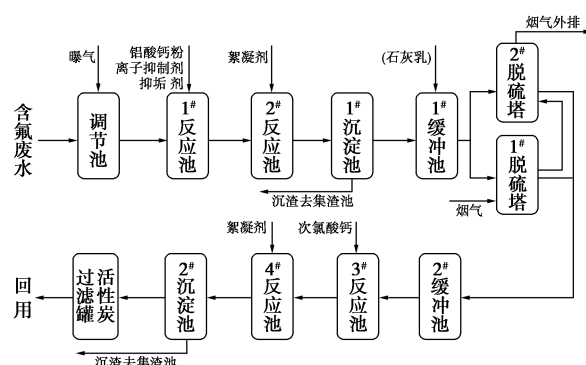 烟气外排
曝气
铝酸钙粉
离子抑制剂
抑垢 剂
絮凝剂
(石灰乳)
2#脱硫塔
含氟废水
调节池
1#反应池
2#反应池
1#沉淀池
1#缓冲池
1#脱硫塔
沉渣去集渣池
烟气
絮凝剂
次氯酸钙
回用
活性炭
过滤罐
2#沉淀池
4#反应池
3#反应池
2#缓冲池
沉渣去集渣池